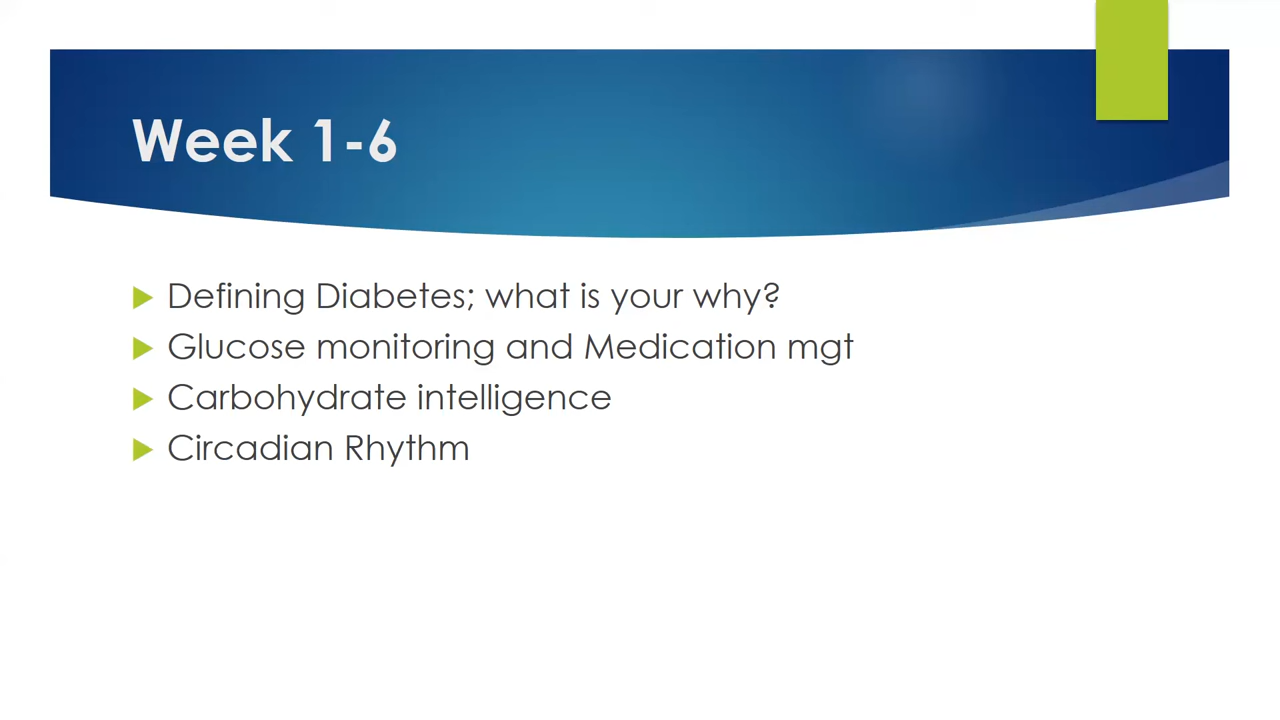 Week 1-6
Defining Diabetes; what is your why?
Glucose monitoring and Medication mgt
Carbohydrate intelligence
Circadian Rhythm